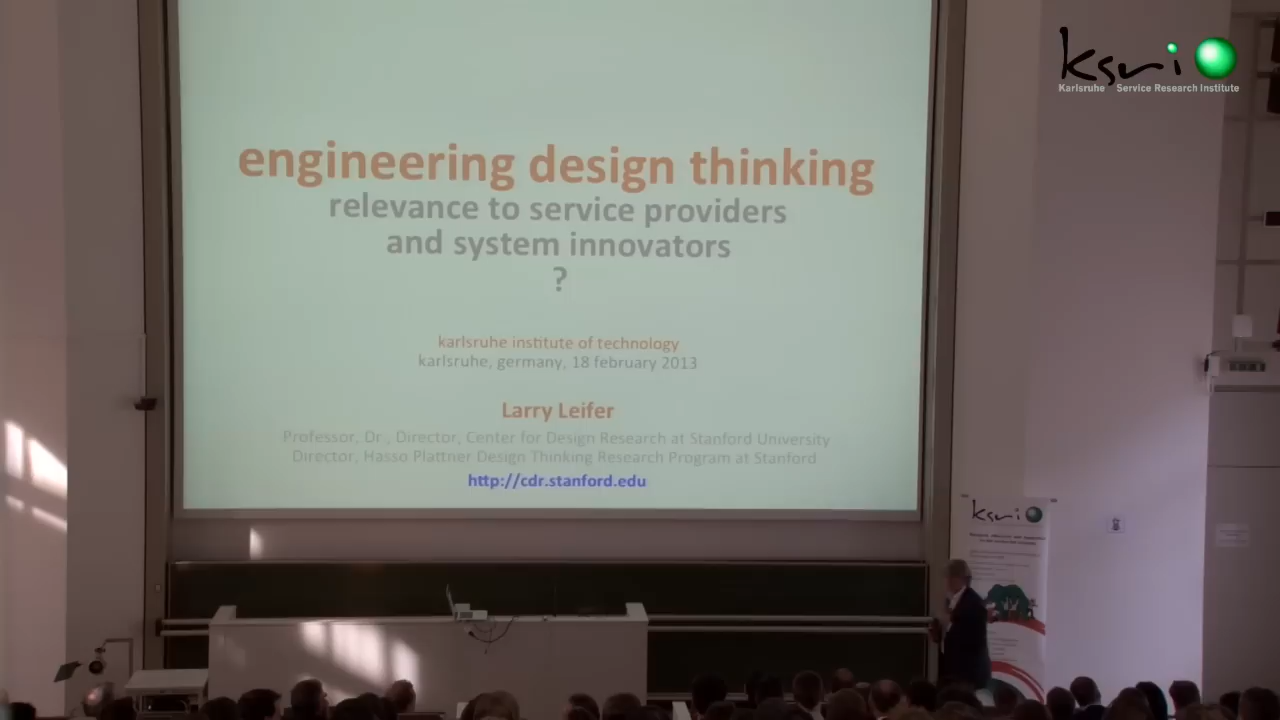 ksri
Karlsruhe Service Research Institute
engineering design thinking
relevance to service providers
and system innovators
?
karlsruhe institute of technology
karlsruhe, germany, 18 february 2013
Larry Leifer
Professor, Dr., Director, Center for Design Research at Stanford University
Director, Hasso Plattner Design Thinking Research Program at Stanford
http://cdr.stanford.edu
ksri